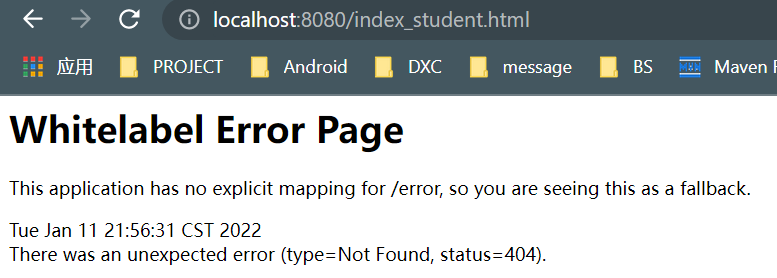 localhost:8080/index_student.html
应用 PROJECT Android DXC message BS Maven
Whitelabel Error Page
This application has no explicit mapping for /error, so you are seeing this as a fallback.
Tue Jan 11 21:56:31 CST 2022
There was an unexpected error (type=Not Found, status=404).